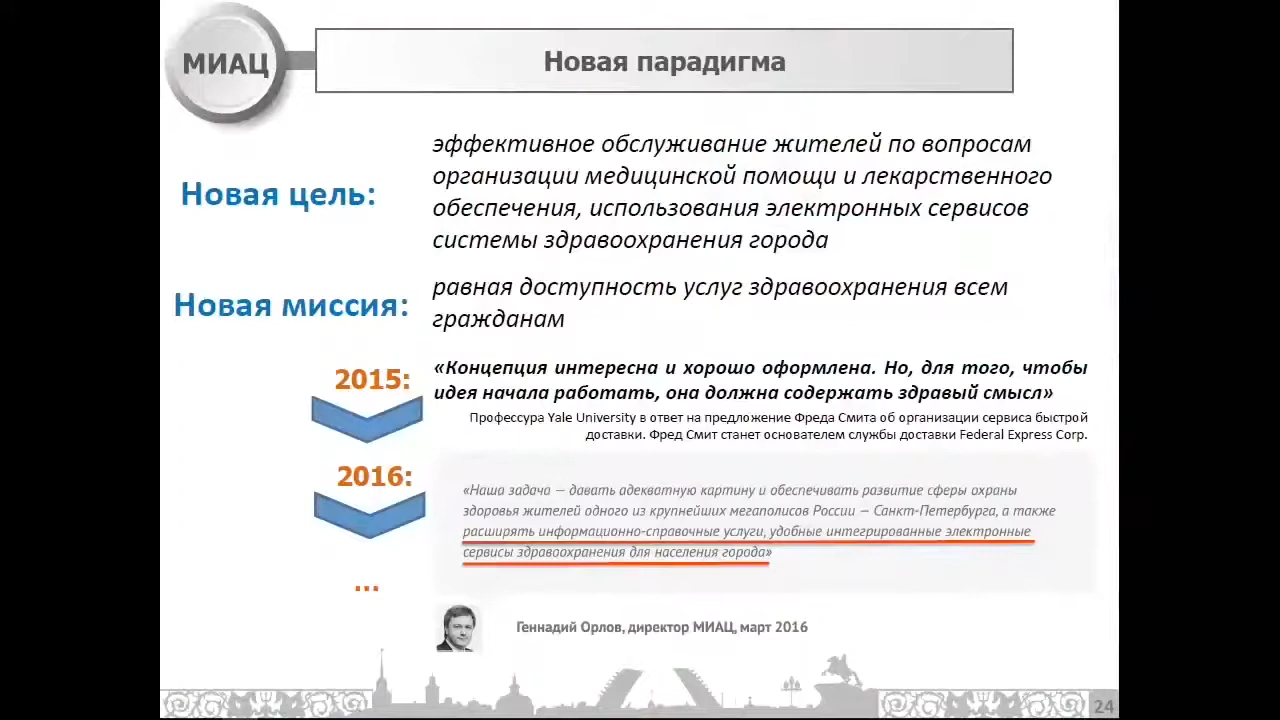 МИАЦ
Новая парадигма
Новая цель:
эффективное обслуживание жителей по вопросам
организации медицинской помощи и лекарственного
обеспечения, использования электронных сервисов
системы здравоохранения города
Новая миссия:
равная доступность услуг здравоохранения всем
гражданам
2015:
«Концепция интересна и хорошо оформлена. Но, для того, чтобы
идея начала работать, она должна содержать здравый смысл»
Профессура Yale University в ответ на предложение Фреда Смита об организации сервиса быстрой
доставки. Фред Смит станет основателем службы доставки Federal Express Corp.
2016:
«Наша задача — давать адекватную картину и обеспечивать развитие сферы охраны
здоровья жителей одного из крупнейших мегаполисов России — Санкт-Петербурга, а также
расширять информационно-справочные услуги, удобные интегрированные электронные
сервисы здравоохранения для населения города»
...
Геннадий Орлов, директор МИАЦ, март 2016
24